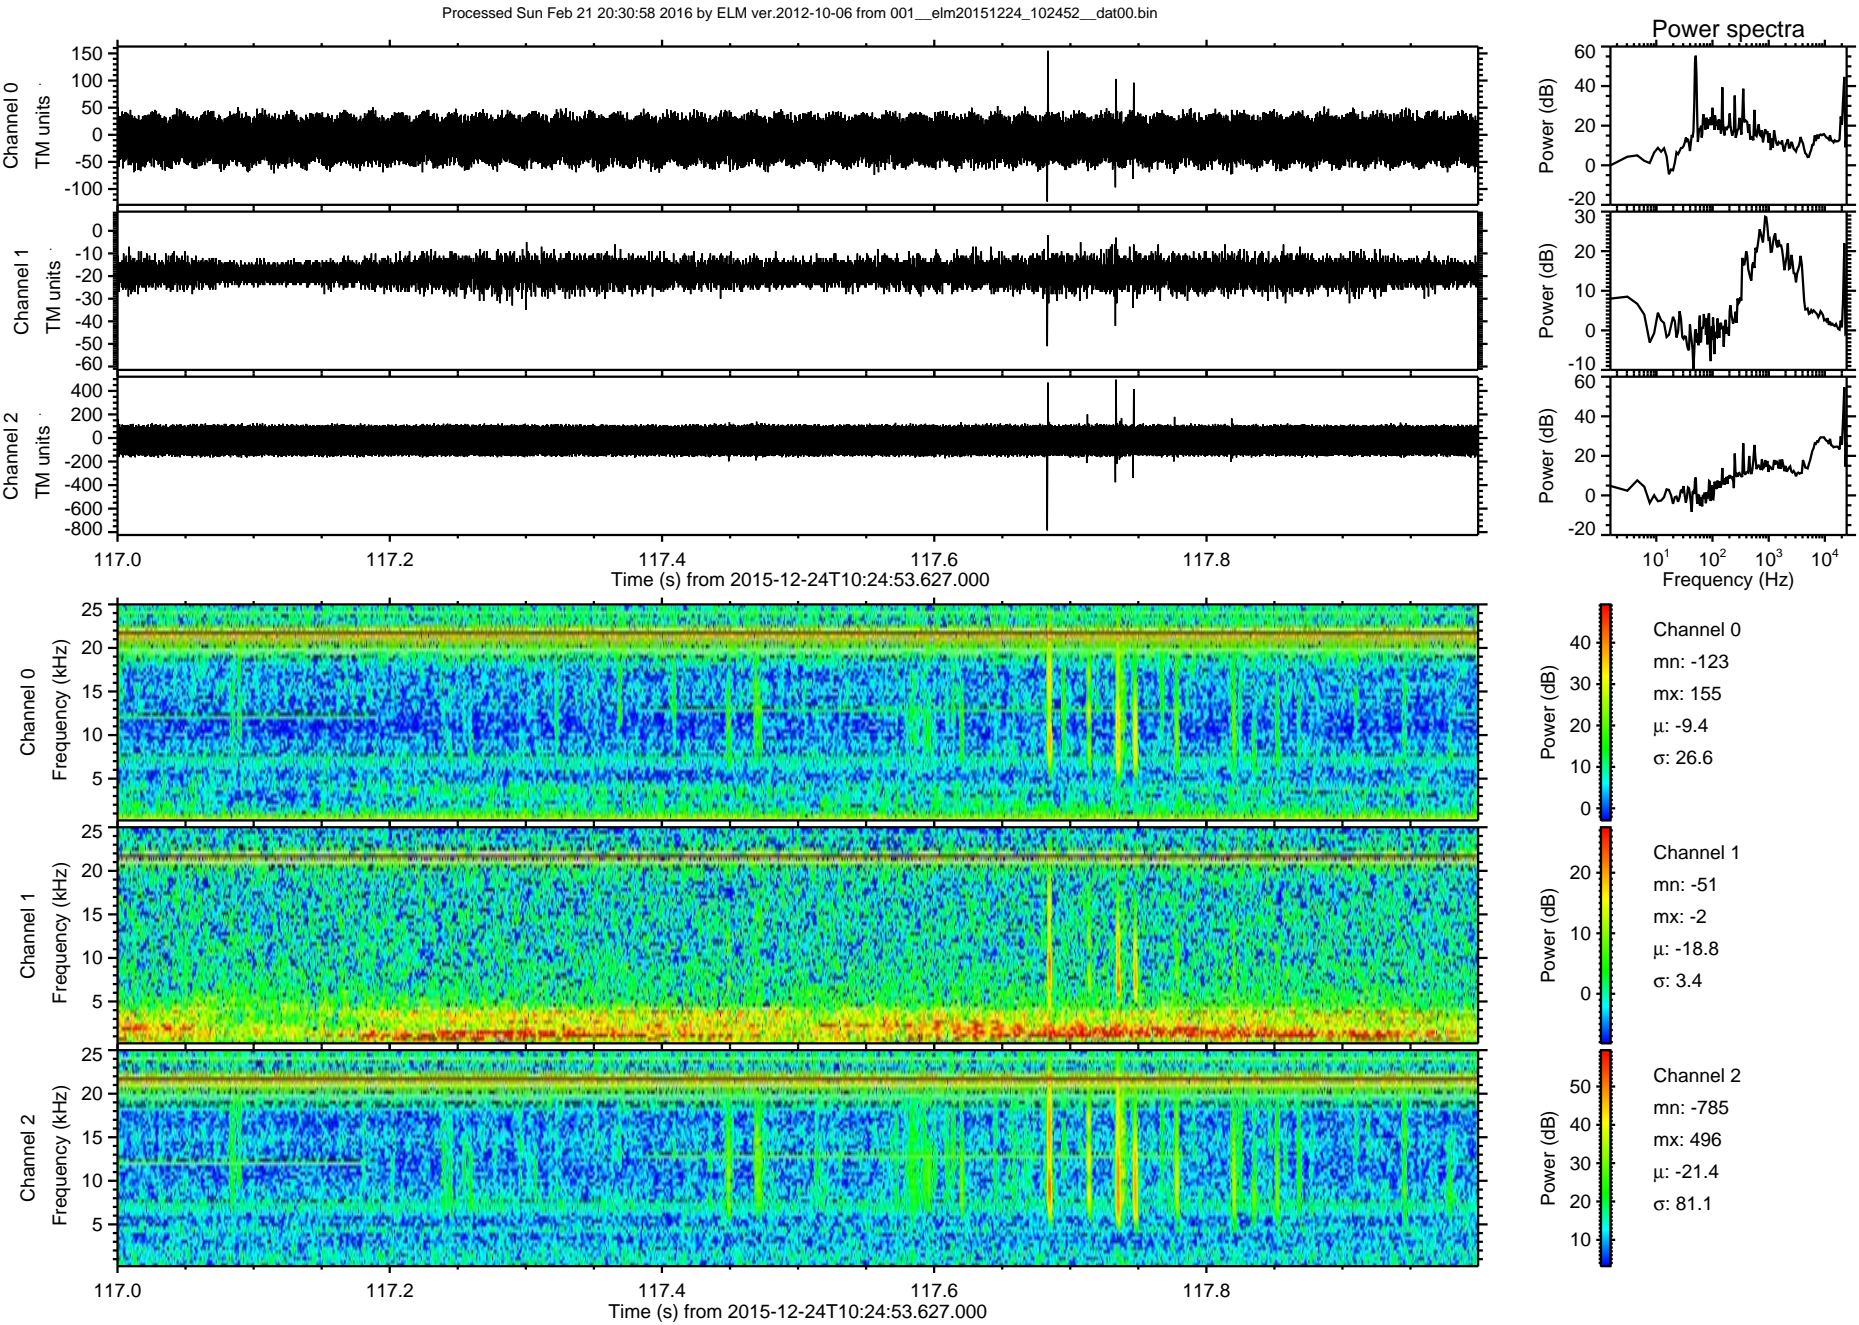 Processed Sun Feb 21 20:30:58 2016 by ELM ver.2012-10-06 from 001__elm20151224_102452__dat00.bin
Power spectra
Channel 0
TM units
150
100
50
0
-50
-100
Power (dB)
60
40
20
0
-20
Channel 1
TM units
0
-10
-20
-30
-40
-50
-60
Power (dB)
30
20
10
0
-10
Channel 2
TM units
400
200
0
-200
-400
-600
-800
Power (dB)
60
40
20
0
-20
117.0 117.2 117.4 117.6 117.8
Time (s) from 2015-12-24T10:24:53.627.000
10^1 10^2 10^3 10^4
Frequency (Hz)
Channel 0
Frequency (kHz)
25
20
15
10
5
Power (dB)
40
30
20
10
0
Channel 0
mn: -123
mx: 155
μ: -9.4
σ: 26.6
Channel 1
Frequency (kHz)
25
20
15
10
5
Power (dB)
20
10
0
Channel 1
mn: -51
mx: -2
μ: -18.8
σ: 3.4
Channel 2
Frequency (kHz)
25
20
15
10
5
Power (dB)
50
40
30
20
10
Channel 2
mn: -785
mx: 496
μ: -21.4
σ: 81.1
117.0 117.2 117.4 117.6 117.8
Time (s) from 2015-12-24T10:24:53.627.000